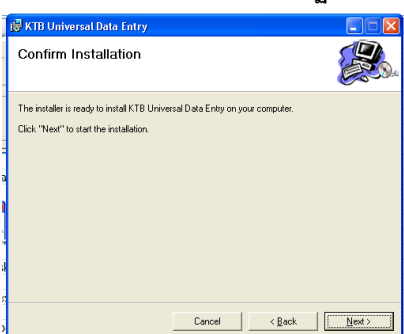 KTB Universal Data Entry
Confirm Installation
The installer is ready to install KTB Universal Data Entry on your computer.
Click "Next" to start the installation.
Cancel
< Back
Next >